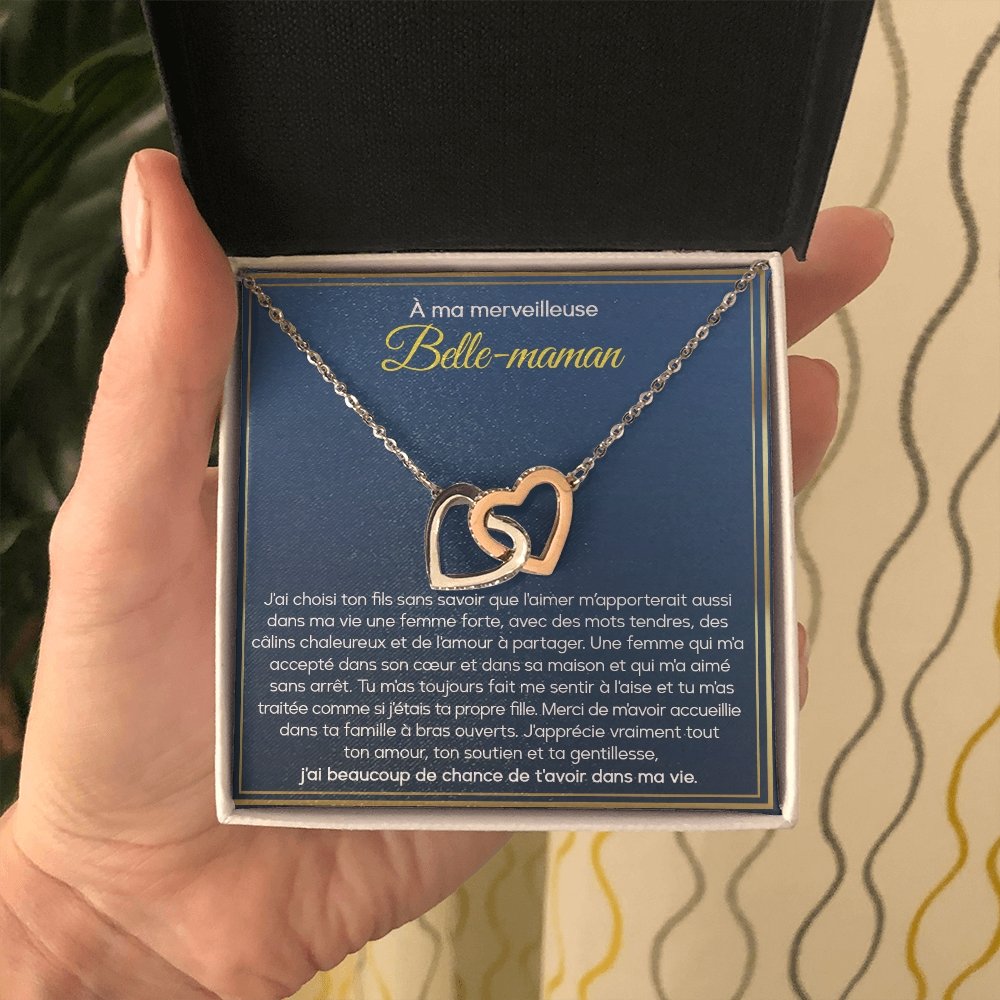 À ma merveilleuse
Belle-maman
J'ai choisi ton fils sans savoir que l'aimer m’apporterait aussi
dans ma vie une femme forte, avec des mots tendres, des
câlins chaleureux et de l'amour à partager. Une femme qui m'a
accepté dans son cœur et dans sa maison et qui m'a aimé
sans arrêt. Tu m'as toujours fait me sentir à l'aise et tu m'as
traitée comme si j'étais ta propre fille. Merci de m'avoir accueillie
dans ta famille à bras ouverts. J'apprécie vraiment tout
ton amour, ton soutien et ta gentillesse,
j'ai beaucoup de chance de t'avoir dans ma vie.